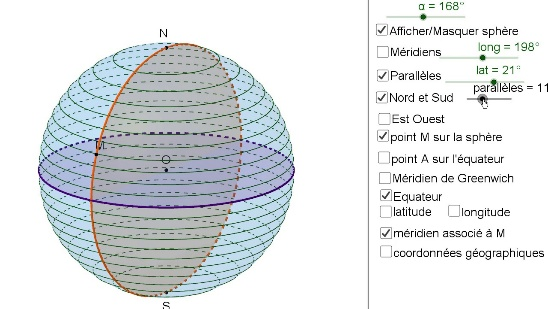 α = 168°
Afficher/Masquer sphère
Méridiens
long = 198°
Parallèles
lat = 21°
parallèles = 11
Nord et Sud
Est Ouest
point M sur la sphère
point A sur l'équateur
Méridien de Greenwich
Equateur
latitude
longitude
méridien associé à M
coordonnées géographiques
N
M
O
S